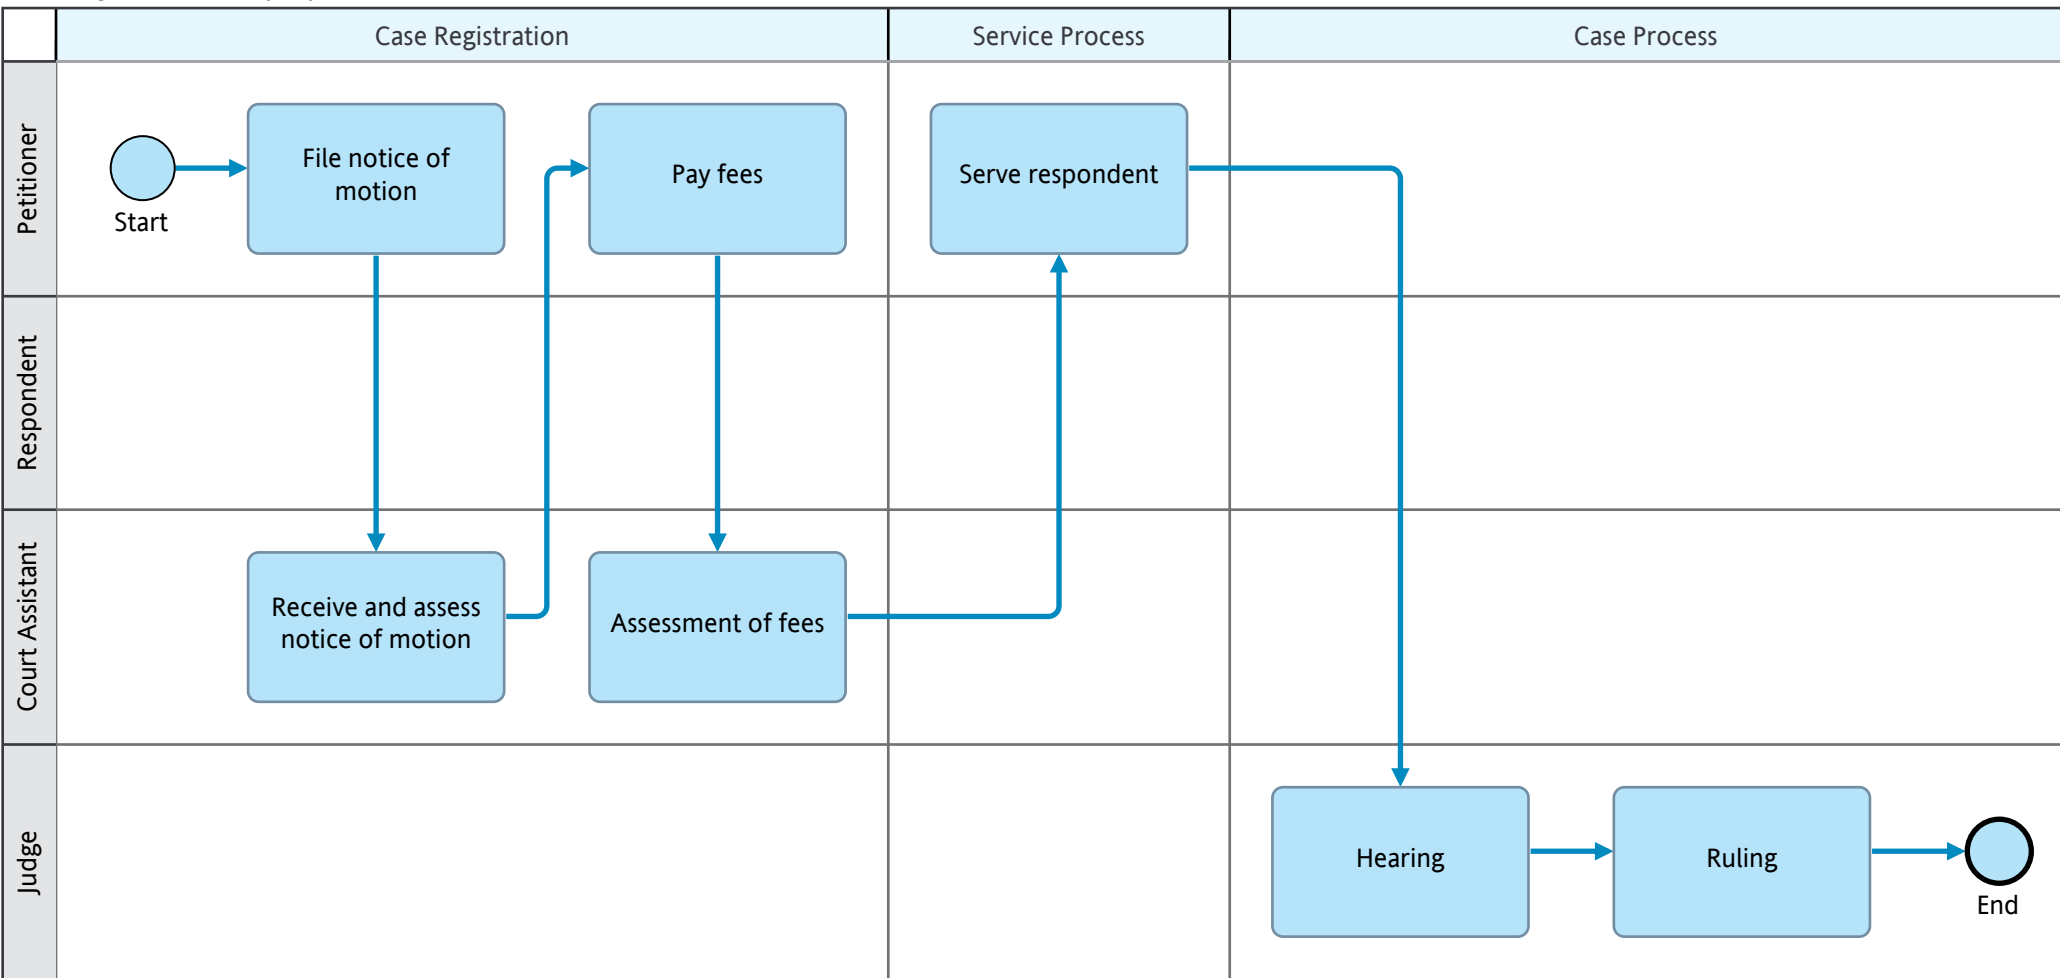 Case Registration
Service Process
Case Process
Petitioner
Start
File notice of
motion
Pay fees
Serve respondent
Respondent
Court Assistant
Receive and assess
notice of motion
Assessment of fees
Judge
Hearing
Ruling
End